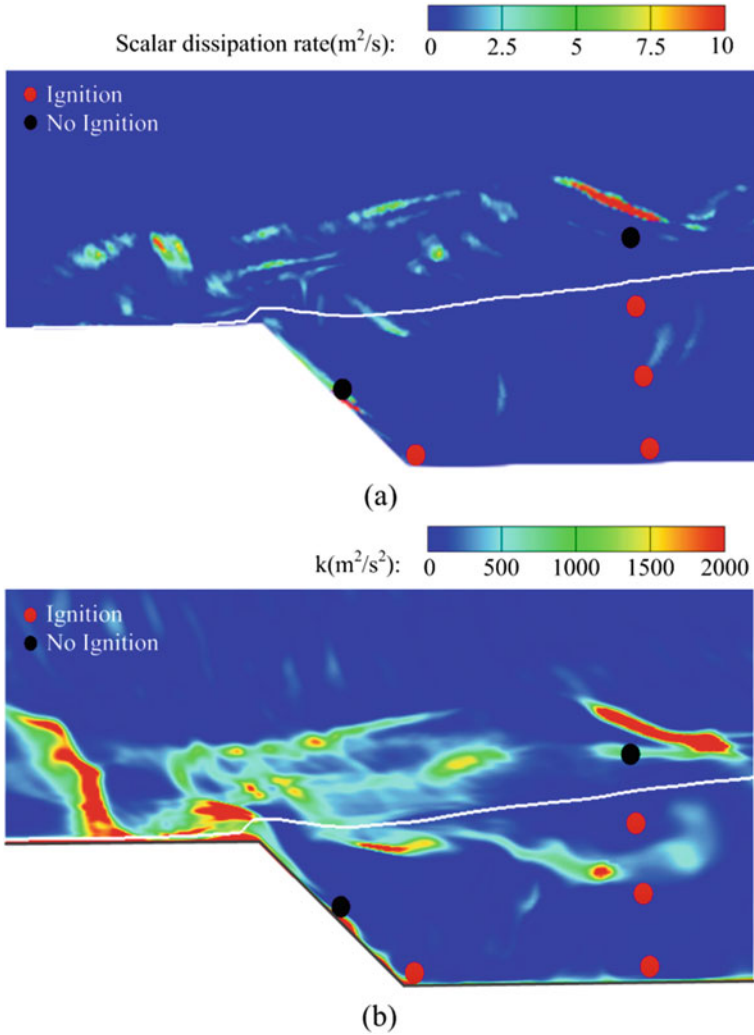 Scalar dissipation rate(m²/s):
0 2.5 5 7.5 10
Ignition
No Ignition
(a)
k(m²/s²):
0 500 1000 1500 2000
Ignition
No Ignition
(b)